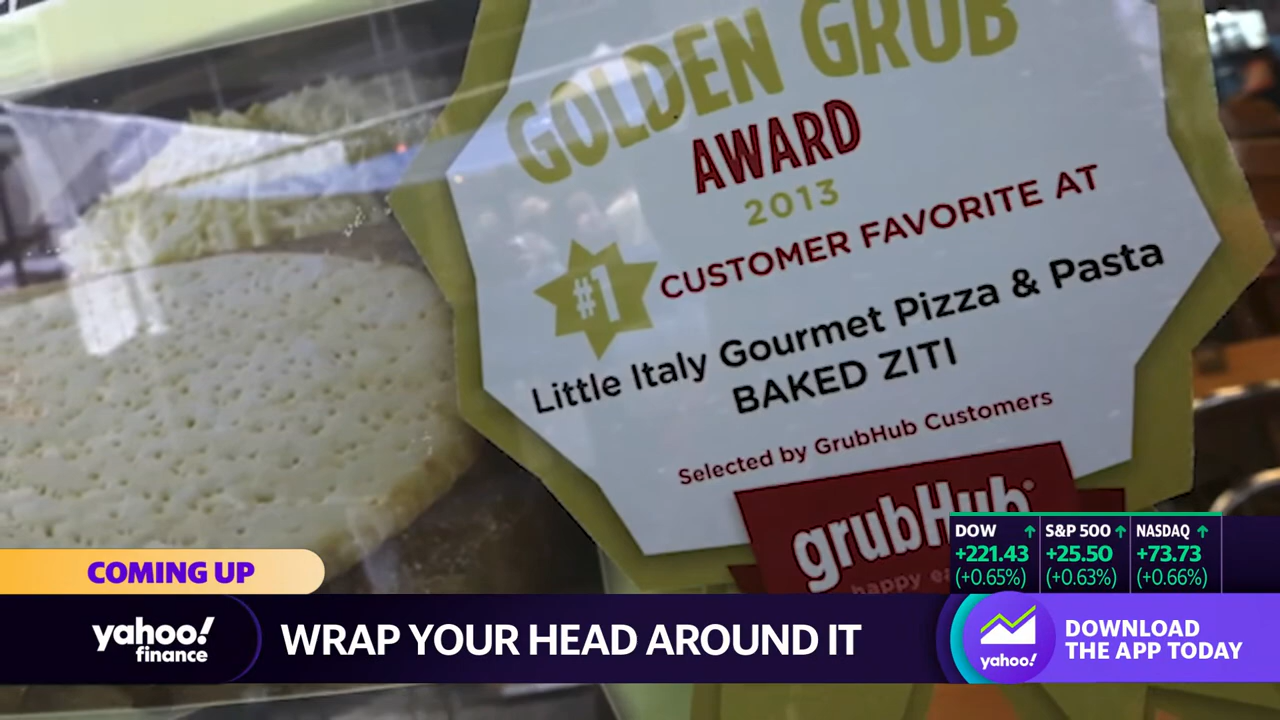 GOLDEN GRUB
AWARD
2013
#1
CUSTOMER FAVORITE AT
Little Italy Gourmet Pizza & Pasta
BAKED ZITI
Selected by GrubHub Customers
grubHub®
happy
DOW ↑
+221.43
(+0.65%)
S&P 500 ↑
+25.50
(+0.63%)
NASDAQ ↑
+73.73
(+0.66%)
COMING UP
yahoo!
finance
WRAP YOUR HEAD AROUND IT
yahoo!
DOWNLOAD
THE APP TODAY